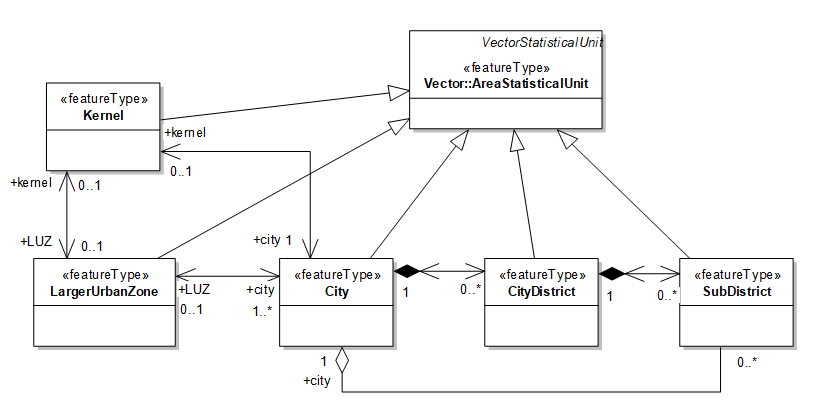 VectorStatisticalUnit
«featureType»
Vector::AreaStatisticalUnit
«featureType»
Kernel
+kernel
0..1
+kernel
0..1
+LUZ
0..1
+city 1
«featureType»
LargerUrbanZone
+LUZ
0..1
+city
1..*
«featureType»
City
1
0..*
«featureType»
CityDistrict
1
0..*
«featureType»
SubDistrict
1
+city
0..*